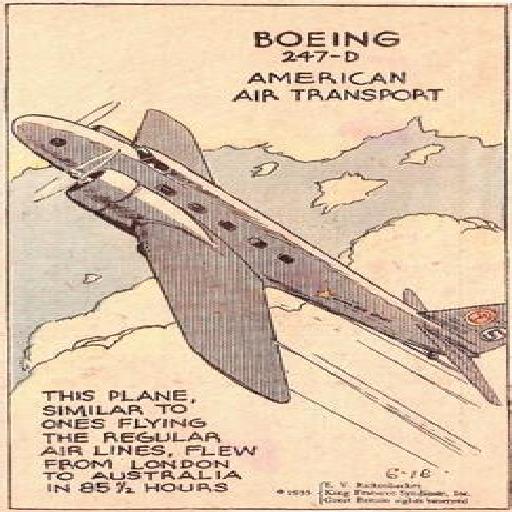 BOEING
247-D
AMERICAN
AIR TRANSPORT
THIS PLANE,
SIMILAR TO
ONES FLYING
THE REGULAR
AIR LINES, FLEW
FROM LONDON
TO AUSTRALIA
IN 85½ HOURS
6-18
© 1935
E. V. Rickenbacker
King Features Syndicate, Inc.
Great Britain rights reserved